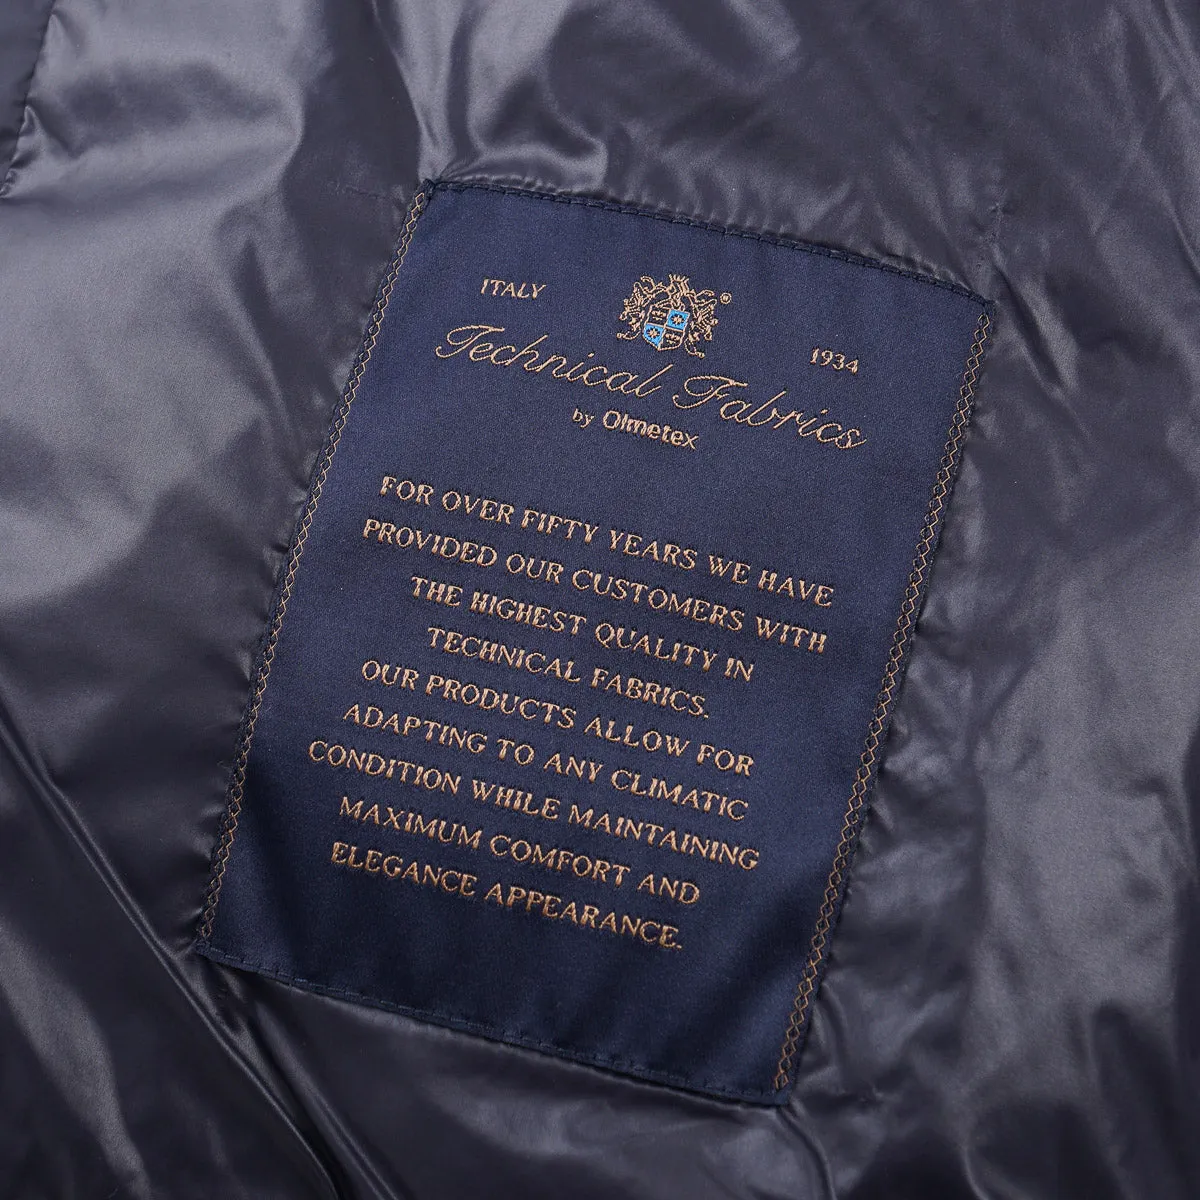 ITALY
1934
Technical Fabrics
by Olmetex
FOR OVER FIFTY YEARS WE HAVE
PROVIDED OUR CUSTOMERS WITH
THE HIGHEST QUALITY IN
TECHNICAL FABRICS.
OUR PRODUCTS ALLOW FOR
ADAPTING TO ANY CLIMATIC
CONDITION WHILE MAINTAINING
MAXIMUM COMFORT AND
ELEGANCE APPEARANCE.